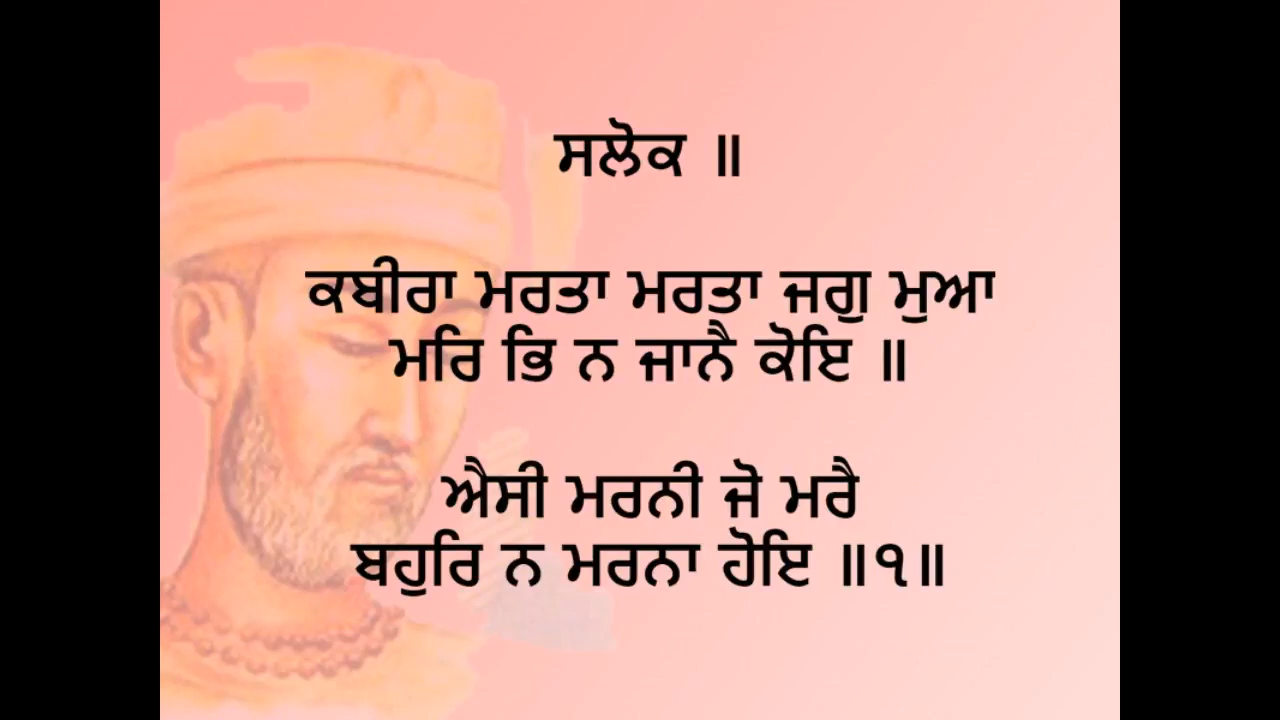 ਸਲੋਕ ॥
ਕਬੀਰਾ ਮਰਤਾ ਮਰਤਾ ਜਗੁ ਮੁਆ
ਮਰਿ ਭਿ ਨ ਜਾਨੈ ਕੋਇ ॥
ਐਸੀ ਮਰਨੀ ਜੋ ਮਰੈ
ਬਹੁਰਿ ਨ ਮਰਨਾ ਹੋਇ ॥੧॥